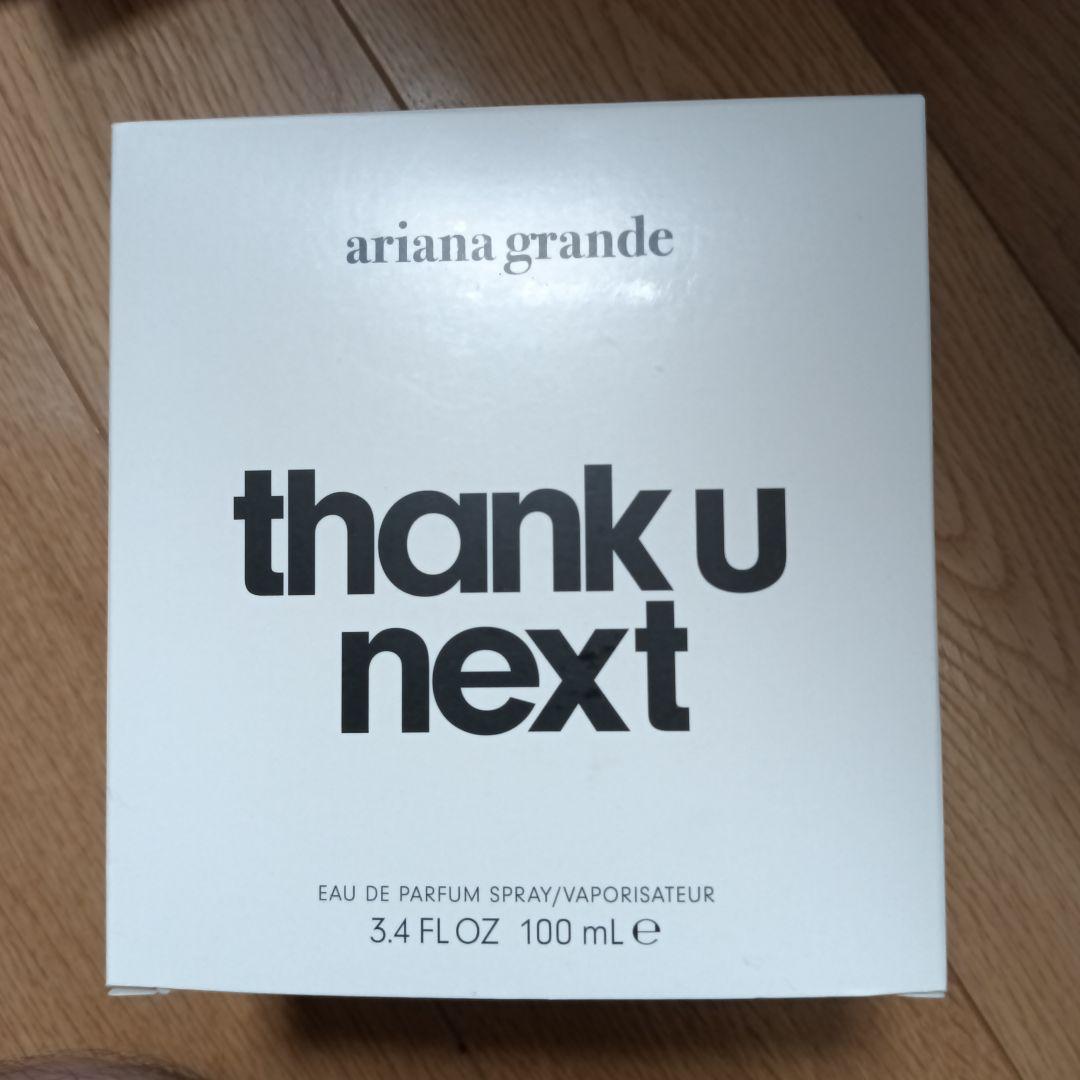 ariana grande
thank u
next
EAU DE PARFUM SPRAY/VAPORISATEUR
3.4 FL OZ 100 mL ℮